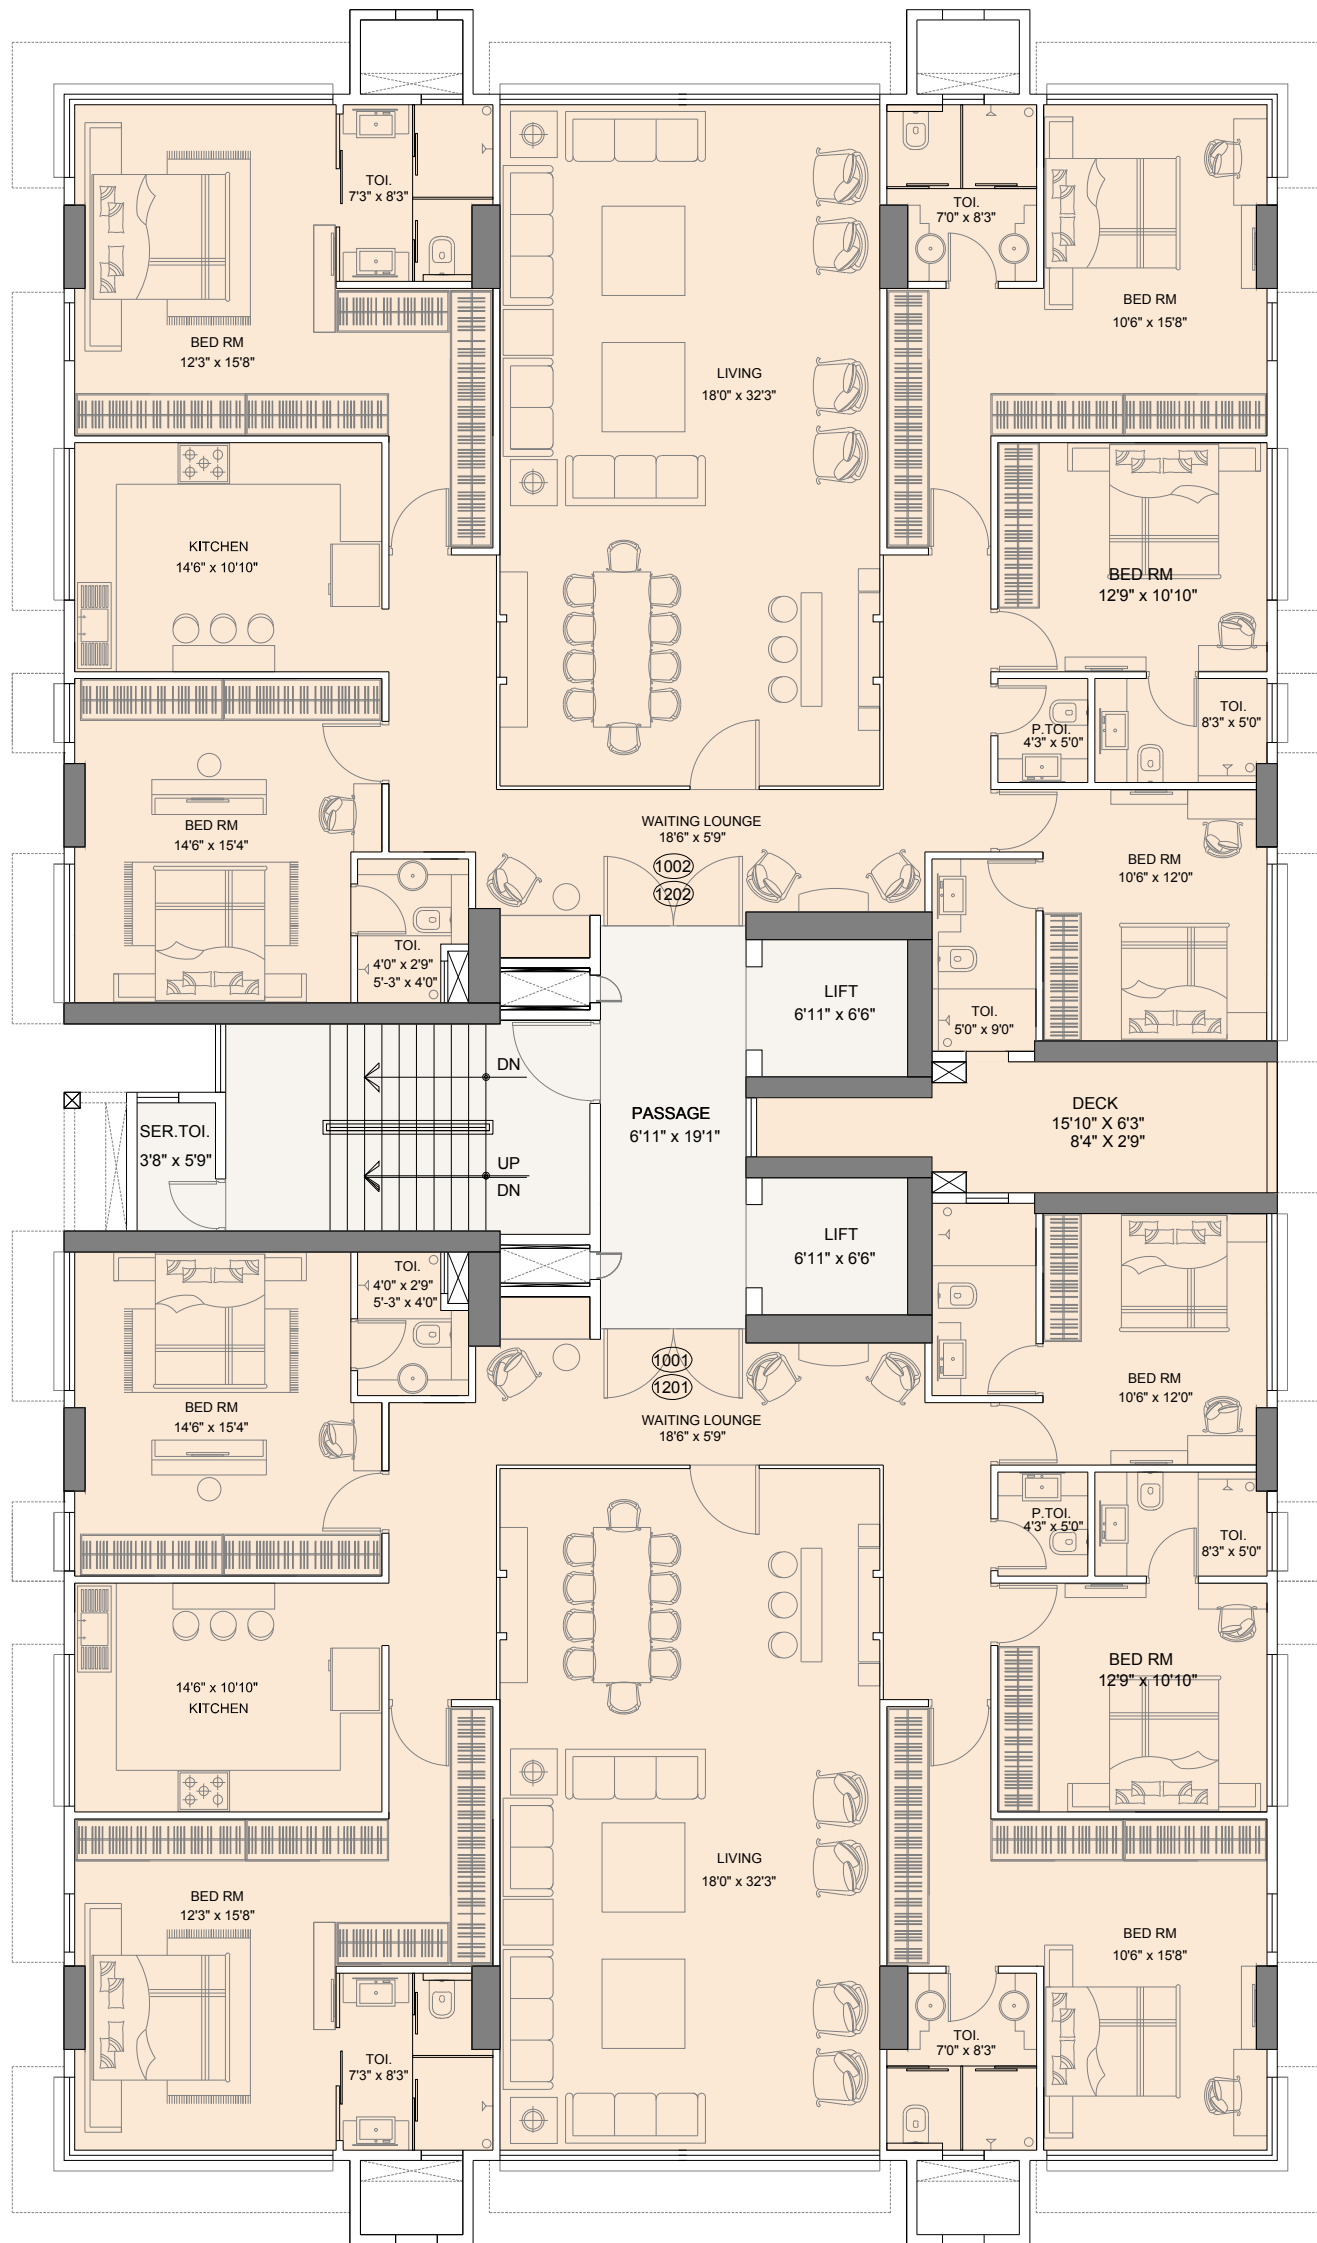 TOI.
7'3" x 8'3"
TOI.
7'0" x 8'3"
BED RM
12'3" x 15'8"
BED RM
10'6" x 15'8"
LIVING
18'0" x 32'3"
KITCHEN
14'6" x 10'10"
BED RM
12'9" x 10'10"
P.TOI.
4'3" x 5'0"
TOI.
8'3" x 5'0"
BED RM
14'6" x 15'4"
WAITING LOUNGE
18'6" x 5'9"
1002
1202
BED RM
10'6" x 12'0"
TOI.
4'0" x 2'9"
5'-3" x 4'0"
LIFT
6'11" x 6'6"
TOI.
5'0" x 9'0"
DN
PASSAGE
6'11" x 19'1"
DECK
15'10" X 6'3"
8'4" X 2'9"
SER.TOI.
3'8" x 5'9"
UP
DN
LIFT
6'11" x 6'6"
TOI.
4'0" x 2'9"
5'-3" x 4'0"
1001
1201
WAITING LOUNGE
18'6" x 5'9"
BED RM
14'6" x 15'4"
BED RM
10'6" x 12'0"
P.TOI.
4'3" x 5'0"
TOI.
8'3" x 5'0"
14'6" x 10'10"
KITCHEN
BED RM
12'9" x 10'10"
LIVING
18'0" x 32'3"
BED RM
12'3" x 15'8"
BED RM
10'6" x 15'8"
TOI.
7'3" x 8'3"
TOI.
7'0" x 8'3"